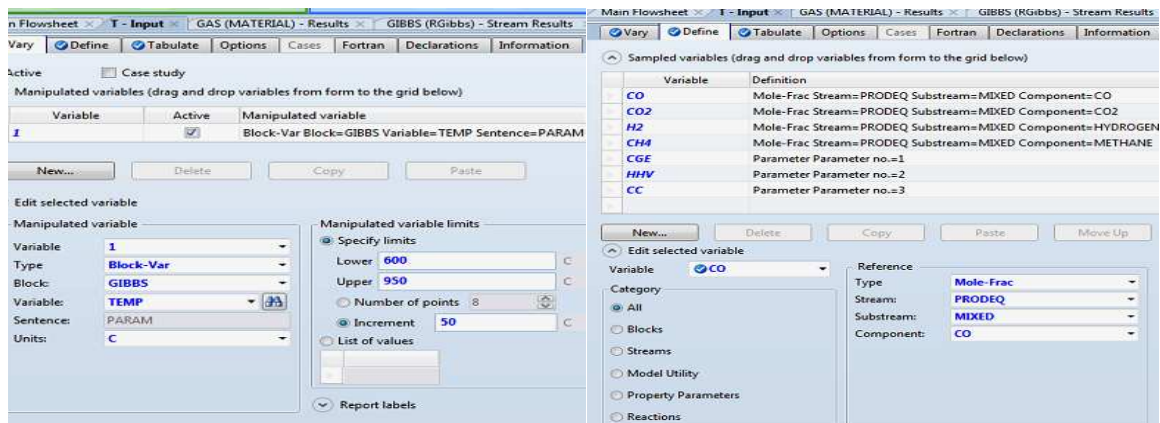 n Flowsheet × T - Input × GAS (MATERIAL) - Results × GIBBS (RGibbs) - Stream Results
Vary Define Tabulate Options Cases Fortran Declarations Information
Active Case study
Manipulated variables (drag and drop variables from form to the grid below)
Variable Active Manipulated variable
1 Block-Var Block=GIBBS Variable=TEMP Sentence=PARAM
New... Delete Copy Paste
Edit selected variable
Manipulated variable
Variable 1
Type Block-Var
Block: GIBBS
Variable: TEMP
Sentence: PARAM
Units: C
Manipulated variable limits
Specify limits
Lower 600 C
Upper 950 C
Number of points 8
Increment 50 C
List of values
Report labels
Main Flowsheet × T - Input × GAS (MATERIAL) - Results × GIBBS (RGibbs) - Stream Results
Vary Define Tabulate Options Cases Fortran Declarations Information
Sampled variables (drag and drop variables from form to the grid below)
Variable Definition
CO Mole-Frac Stream=PRODEQ Substream=MIXED Component=CO
CO2 Mole-Frac Stream=PRODEQ Substream=MIXED Component=CO2
H2 Mole-Frac Stream=PRODEQ Substream=MIXED Component=HYDROGEN
CH4 Mole-Frac Stream=PRODEQ Substream=MIXED Component=METHANE
CGE Parameter Parameter no.=1
HHV Parameter Parameter no.=2
CC Parameter Parameter no.=3
New... Delete Copy Paste Move Up
Edit selected variable
Variable CO
Category
All
Blocks
Streams
Model Utility
Property Parameters
Reactions
Reference
Type Mole-Frac
Stream: PRODEQ
Substream: MIXED
Component: CO